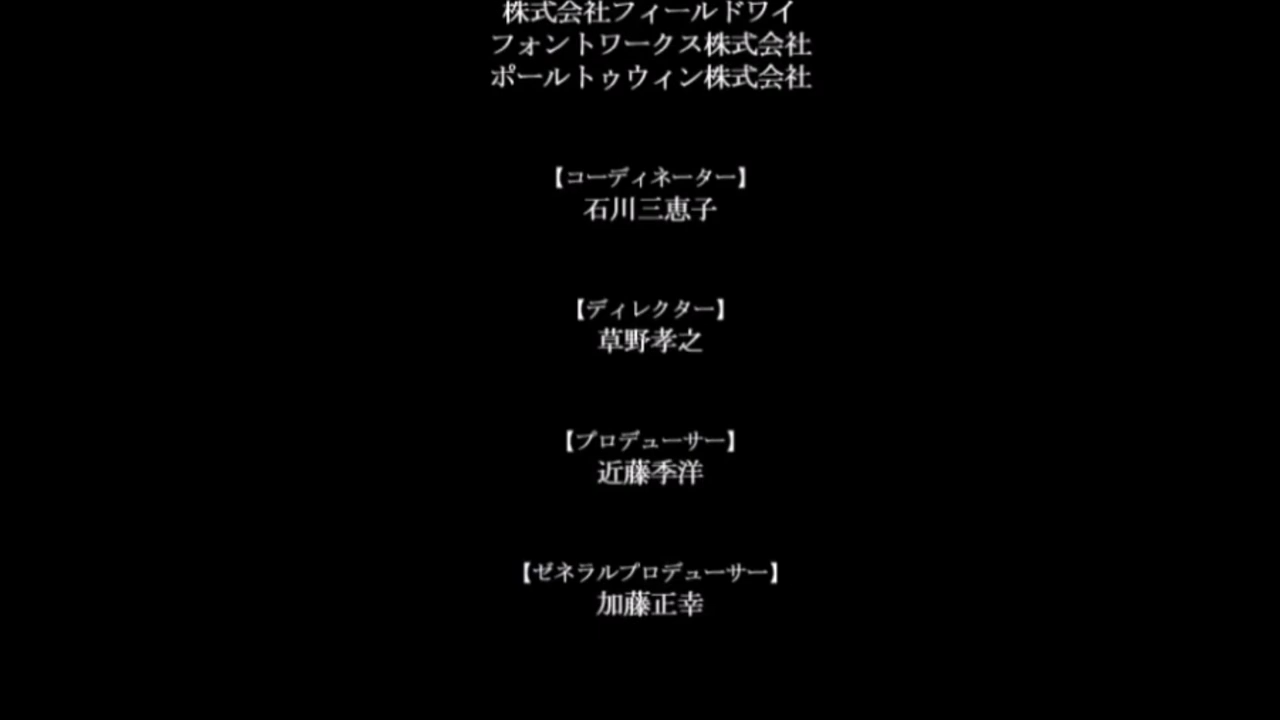 株式会社フィールドワイ
フォントワークス株式会社
ポールトゥウィン株式会社
【コーディネーター】
石川三恵子
【ディレクター】
草野孝之
【プロデューサー】
近藤季洋
【ゼネラルプロデューサー】
加藤正幸